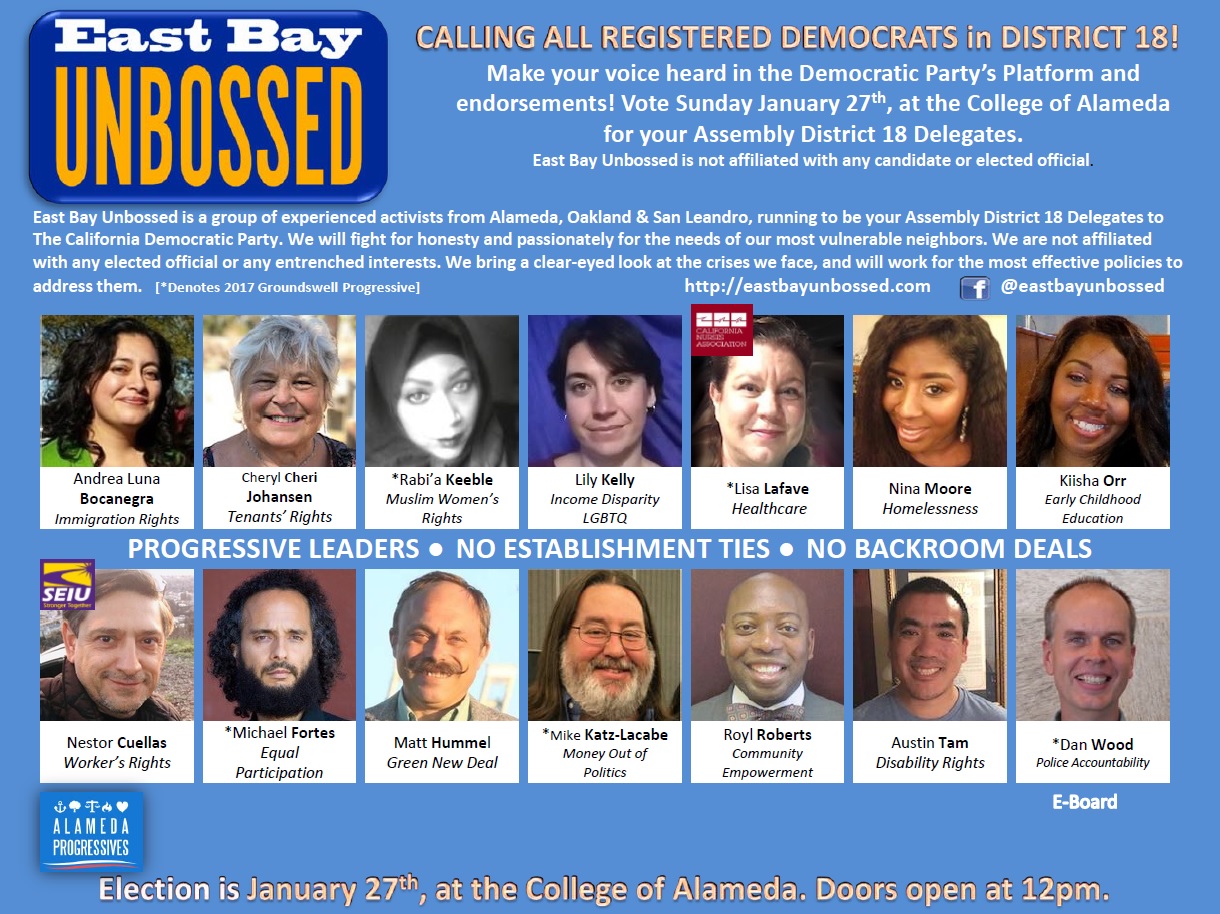 East Bay
UNBOSSED
CALLING ALL REGISTERED DEMOCRATS in DISTRICT 18!
Make your voice heard in the Democratic Party's Platform and
endorsements! Vote Sunday January 27th, at the College of Alameda
for your Assembly District 18 Delegates.
East Bay Unbossed is not affiliated with any candidate or elected official.
East Bay Unbossed is a group of experienced activists from Alameda, Oakland & San Leandro, running to be your Assembly District 18 Delegates to
The California Democratic Party. We will fight for honesty and passionately for the needs of our most vulnerable neighbors. We are not affiliated
with any elected official or any entrenched interests. We bring a clear-eyed look at the crises we face, and will work for the most effective policies to
address them. [*Denotes 2017 Groundswell Progressive] http://eastbayunbossed.com f @eastbayunbossed
CALIFORNIA
NURSES
ASSOCIATION
Andrea Luna
Bocanegra
Immigration Rights
Cheryl Cheri
Johansen
Tenants' Rights
*Rabi'a Keeble
Muslim Women's
Rights
Lily Kelly
Income Disparity
LGBTQ
*Lisa Lafave
Healthcare
Nina Moore
Homelessness
Kiisha Orr
Early Childhood
Education
PROGRESSIVE LEADERS ● NO ESTABLISHMENT TIES ● NO BACKROOM DEALS
SEIU
Stronger Together
Nestor Cuellas
Worker's Rights
*Michael Fortes
Equal
Participation
Matt Hummel
Green New Deal
*Mike Katz-Lacabe
Money Out of
Politics
Royl Roberts
Community
Empowerment
Austin Tam
Disability Rights
*Dan Wood
Police Accountability
E-Board
ALAMEDA
PROGRESSIVES
Election is January 27th, at the College of Alameda. Doors open at 12pm.